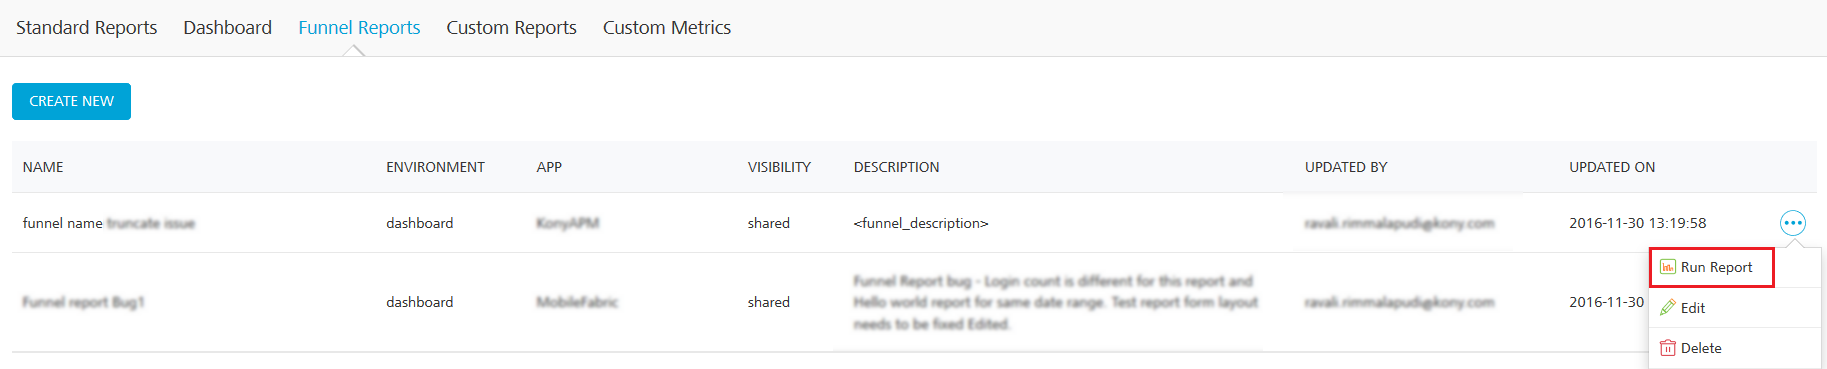 Standard Reports Dashboard Funnel Reports Custom Reports Custom Metrics
CREATE NEW
NAME ENVIRONMENT APP VISIBILITY DESCRIPTION UPDATED BY UPDATED ON
funnel name truncate issue dashboard KonyAPM shared <funnel_description> ravali.rimmalapudi@kony.com 2016-11-30 13:19:58
Run Report
Funnel report Bug1 dashboard MobileFabric shared Funnel Report bug - Login count is different for this report and ravali.rimmalapudi@kony.com 2016-11-30
Hello world report for same date range. Test report form layout
needs to be fixed Edited.
Edit
Delete